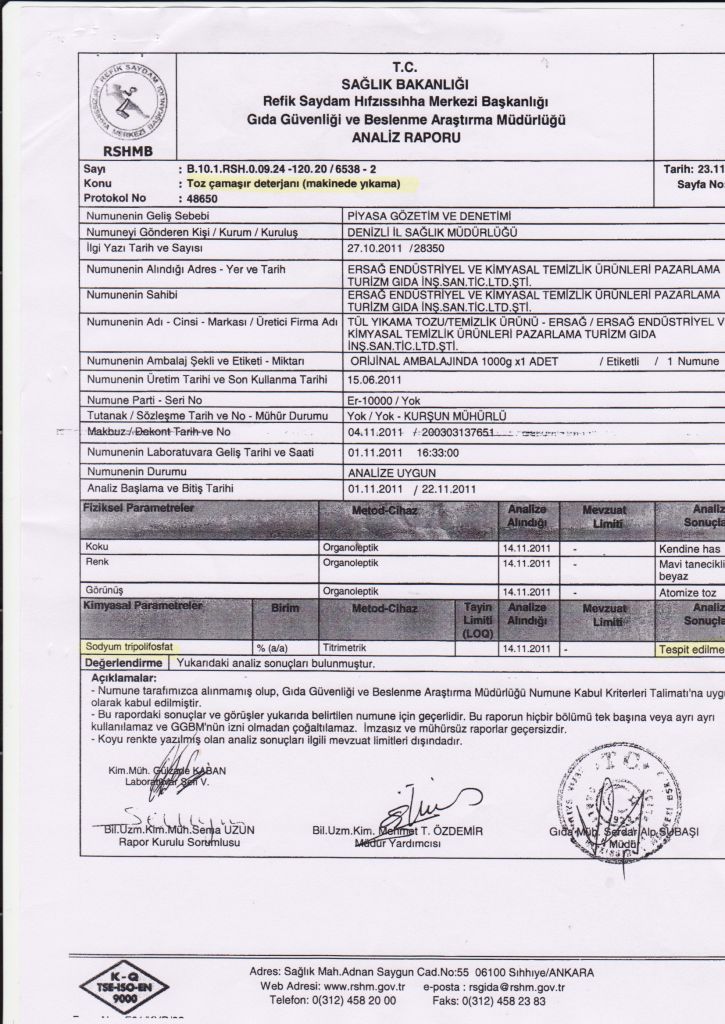 T.C.
SAĞLIK BAKANLIĞI
Refik Saydam Hıfzıssıhha Merkezi Başkanlığı
Gıda Güvenliği ve Beslenme Araştırma Müdürlüğü
ANALİZ RAPORU
REFİK SAYDAM HIFZISSIHHA MERKEZİ BAŞKANLIĞI
RSHMB
Sayı : B.10.1.RSH.0.09.24 -120.20 / 6538 - 2 Tarih: 23.11
Konu : Toz çamaşır deterjanı (makinede yıkama) Sayfa No:
Protokol No : 48650
Numunenin Geliş Sebebi PİYASA GÖZETİM VE DENETİMİ
Numuneyi Gönderen Kişi / Kurum / Kuruluş DENİZLİ İL SAĞLIK MÜDÜRLÜĞÜ
İlgi Yazı Tarih ve Sayısı 27.10.2011 /28350
Numunenin Alındığı Adres - Yer ve Tarih ERSAĞ ENDÜSTRİYEL VE KİMYASAL TEMİZLİK ÜRÜNLERİ PAZARLAMA
TURİZM GIDA İNŞ.SAN.TİC.LTD.ŞTİ.
Numunenin Sahibi ERSAĞ ENDÜSTRİYEL VE KİMYASAL TEMİZLİK ÜRÜNLERİ PAZARLAMA
TURİZM GIDA İNŞ.SAN.TİC.LTD.ŞTİ.
Numunenin Adı - Cinsi - Markası / Üretici Firma Adı TÜL YIKAMA TOZU/TEMİZLİK ÜRÜNÜ - ERSAĞ / ERSAĞ ENDÜSTRİYEL V
KİMYASAL TEMİZLİK ÜRÜNLERİ PAZARLAMA TURİZM GIDA
İNŞ.SAN.TİC.LTD.ŞTİ.
Numunenin Ambalaj Şekli ve Etiketi - Miktarı ORİJİNAL AMBALAJINDA 1000g x1 ADET / Etiketli / 1 Numune
Numunenin Üretim Tarihi ve Son Kullanma Tarihi 15.06.2011
Numune Parti - Seri No Er-10000 / Yok
Tutanak / Sözleşme Tarih ve No - Mühür Durumu Yok / Yok - KURŞUN MÜHÜRLÜ
Makbuz / Dekont Tarih ve No 04.11.2011 / 200303137651
Numunenin Laboratuvara Geliş Tarihi ve Saati 01.11.2011 16:33:00
Numunenin Durumu ANALİZE UYGUN
Analiz Başlama ve Bitiş Tarihi 01.11.2011 / 22.11.2011
Fiziksel Parametreler Metod-Cihaz Analize Alındığı Mevzuat Limiti Analiz Sonuçla
Koku Organoleptik 14.11.2011 - Kendine has
Renk Organoleptik 14.11.2011 - Mavi tanecikli
beyaz
Görünüş Organoleptik 14.11.2011 - Atomize toz
Kimyasal Parametreler Birim Metod-Cihaz Tayin Limiti (LOQ) Analize Alındığı Mevzuat Limiti Analiz Sonuçla
Sodyum tripolifosfat % (a/a) Titrimetrik 14.11.2011 - Tespit edilme
Değerlendirme Yukarıdaki analiz sonuçları bulunmuştur.
Açıklamalar:
- Numune tarafımızca alınmamış olup, Gıda Güvenliği ve Beslenme Araştırma Müdürlüğü Numune Kabul Kriterleri Talimatı'na uygu
olarak kabul edilmiştir.
- Bu rapordaki sonuçlar ve görüşler yukarıda belirtilen numune için geçerlidir. Bu raporun hiçbir bölümü tek başına veya ayrı ayrı
kullanılamaz ve GGBM'nün izni olmadan çoğaltılamaz. İmzasız ve mühürsüz raporlar geçersizdir.
- Koyu renkte yazılmış olan analiz sonuçları ilgili mevzuat limitleri dışındadır.
Kim.Müh. Gülzade KABAN
Laboratuvar Şefi V.
Bil.Uzm.Kim.Müh.Sema UZUN Bil.Uzm.Kim. Mehmet T. ÖZDEMİR Gıda Müh. Serdar Alp SUBAŞI
Rapor Kurulu Sorumlusu Müdür Yardımcısı Müdür
T.C.
K-Q
TSE-ISO-EN
9000
Adres: Sağlık Mah.Adnan Saygun Cad.No:55 06100 Sıhhıye/ANKARA
Web Adresi: www.rshm.gov.tr e-posta : rsgida@rshm.gov.tr
Telefon: 0(312) 458 20 00 Faks: 0(312) 458 23 83